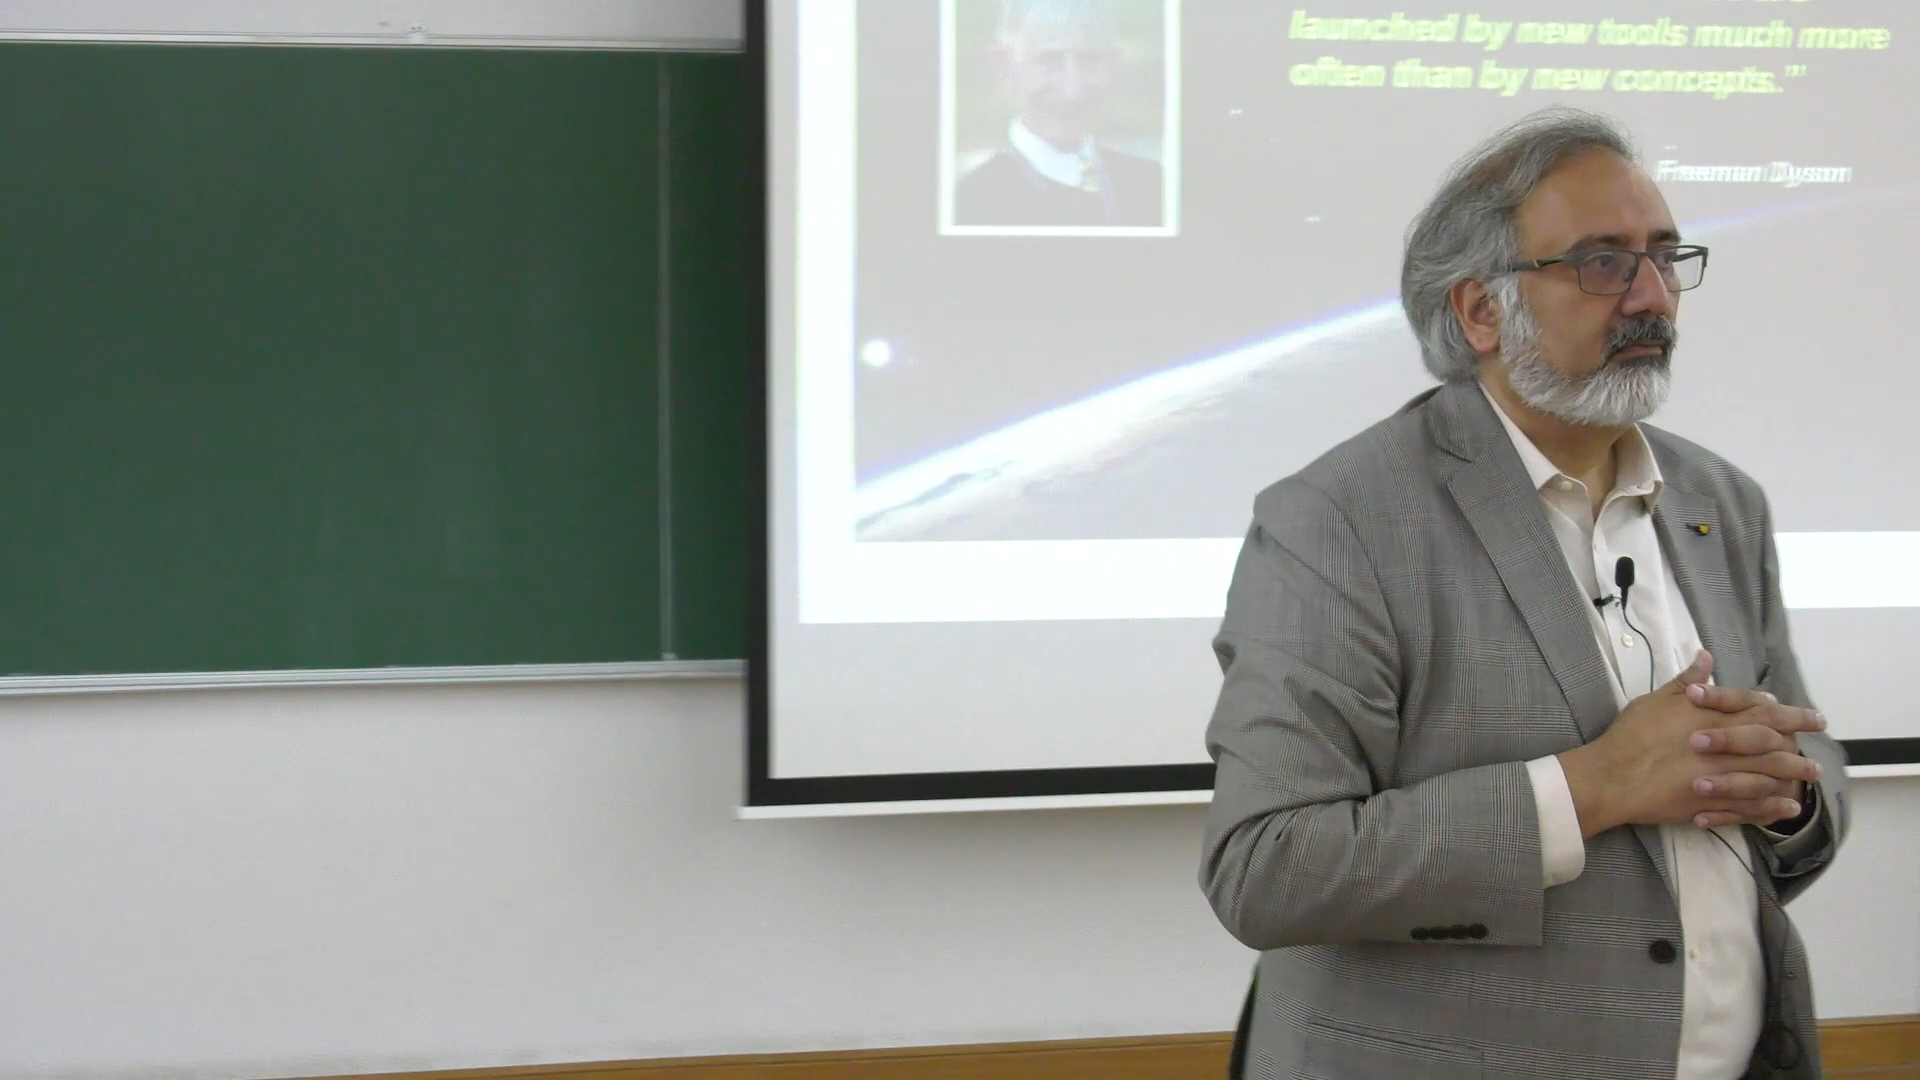 launched by new tools much more
often than by new concepts."
Freeman Dyson